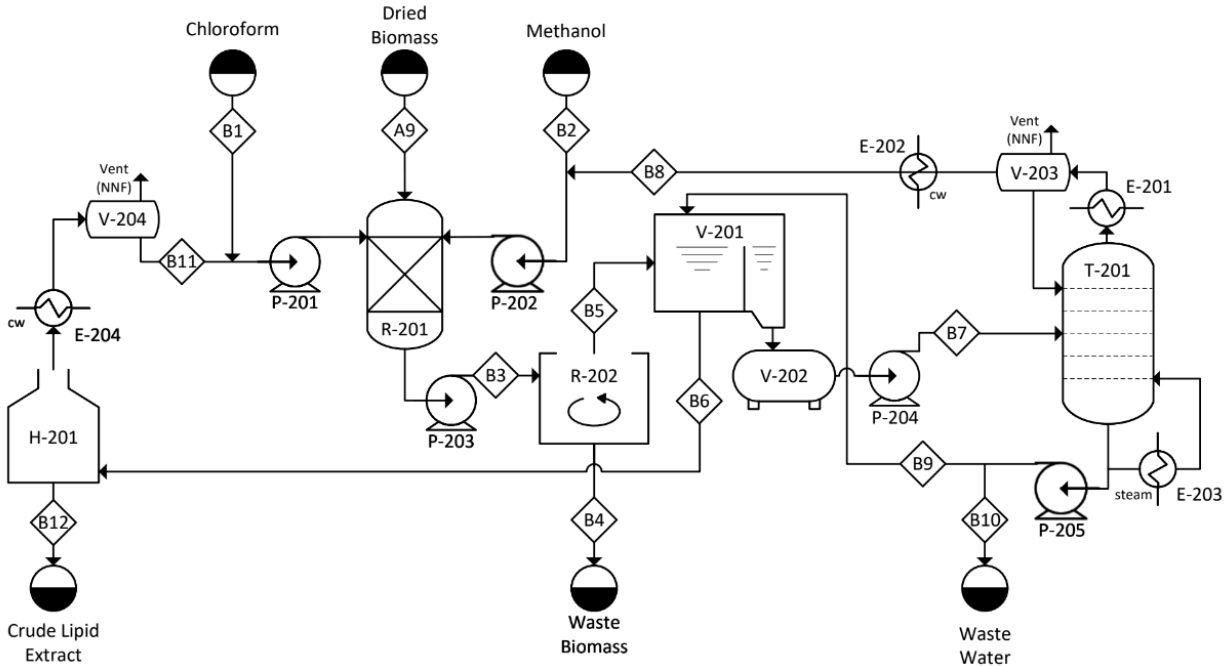 Chloroform
Dried
Biomass
Methanol
B1
A9
B2
Vent
(NNF)
V-204
B11
P-201
P-202
R-201
cw
E-204
H-201
B12
Crude Lipid
Extract
P-203
B3
R-202
B4
Waste
Biomass
B5
V-201
V-202
B6
B8
E-202
cw
Vent
(NNF)
V-203
E-201
T-201
B7
P-204
B9
B10
Waste
Water
P-205
steam
E-203